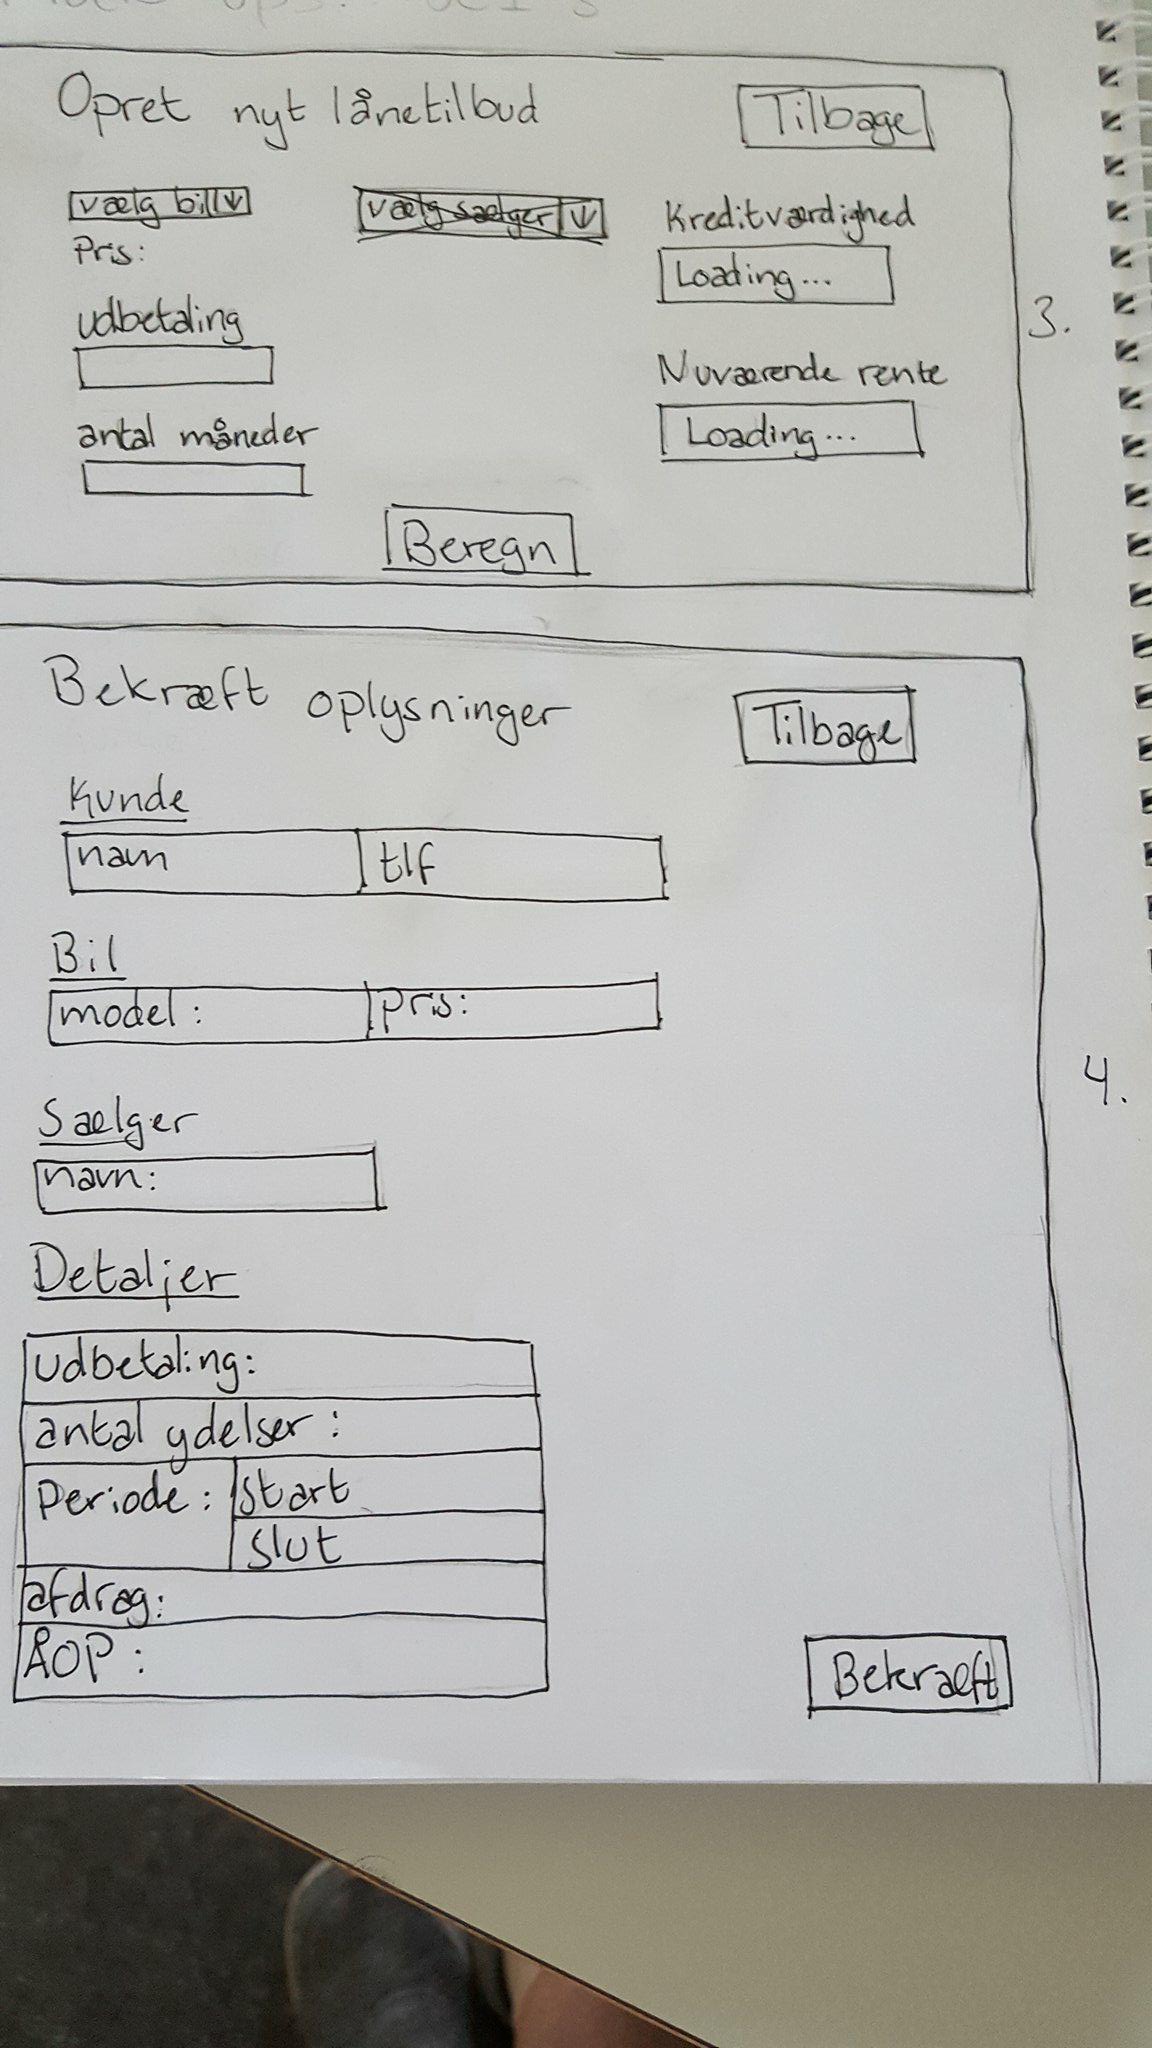 Opret nyt lånetilbud
Tilbage
vælg bil ↓
vælg sælger ↓
Pris:
Kreditværdighed
Loading...
udbetaling
Nuværende rente
Loading...
antal måneder
Beregn
3.
Bekræft oplysninger
Tilbage
Kunde
navn
tlf
Bil
model:
pris:
4.
Sælger
navn:
Detaljer
Udbetaling:
antal ydelser:
Periode:
Start
Slut
afdrag:
ÅOP:
Bekræft